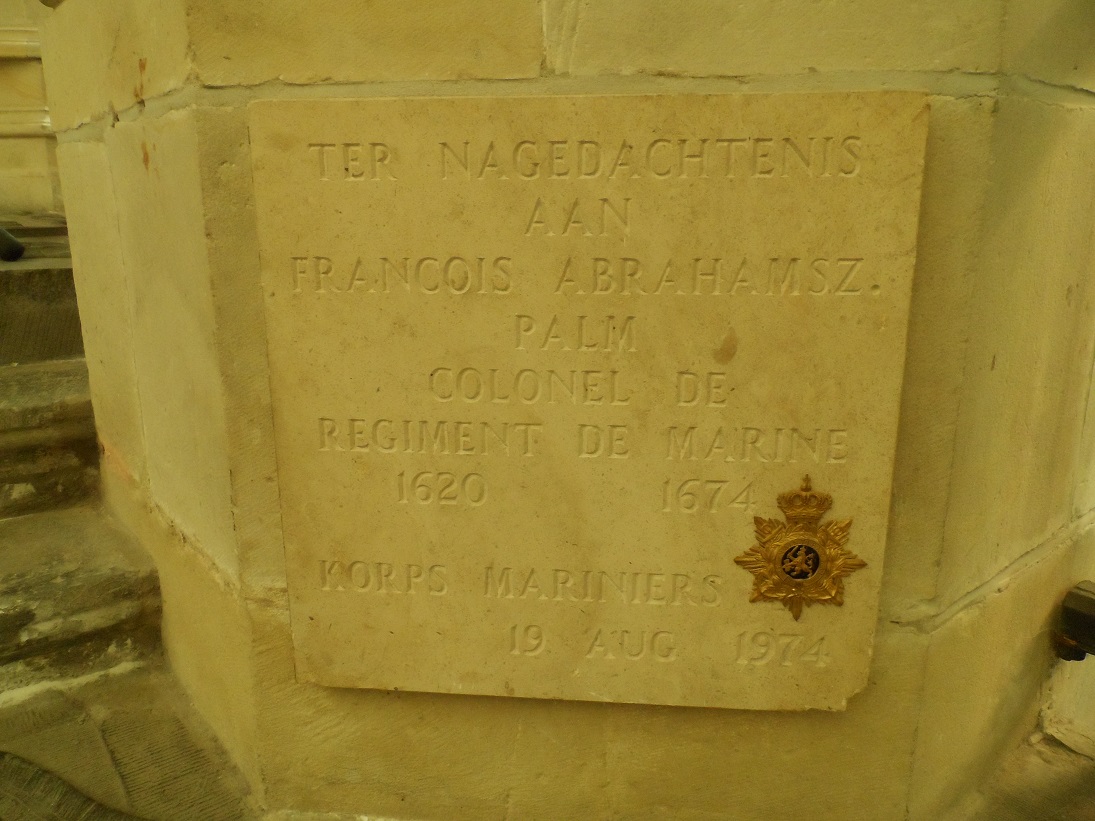 TER NAGEDACHTENIS
AAN
FRANCOIS ABRAHAMSZ.
PALM
COLONEL DE
REGIMENT DE MARINE
1620 1674
KORPS MARINIERS
19 AUG 1974